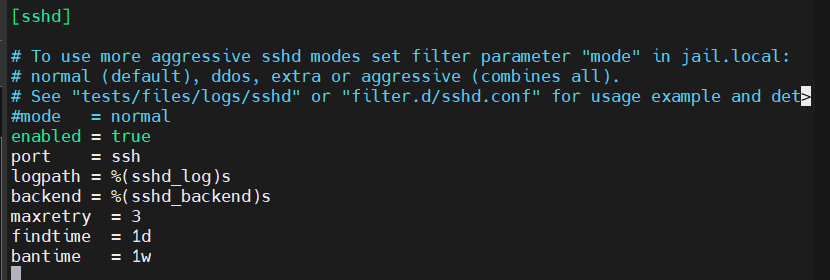 [sshd]
# To use more aggressive sshd modes set filter parameter "mode" in jail.local:
# normal (default), ddos, extra or aggressive (combines all).
# See "tests/files/logs/sshd" or "filter.d/sshd.conf" for usage example and det>
#mode   = normal
enabled = true
port    = ssh
logpath = %(sshd_log)s
backend = %(sshd_backend)s
maxretry  = 3
findtime  = 1d
bantime   = 1w